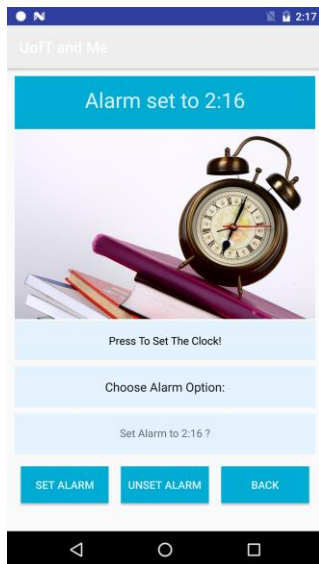 2:17
UofT and Me
Alarm set to 2:16
Press To Set The Clock!
Choose Alarm Option:
Set Alarm to 2:16 ?
SET ALARM
UNSET ALARM
BACK